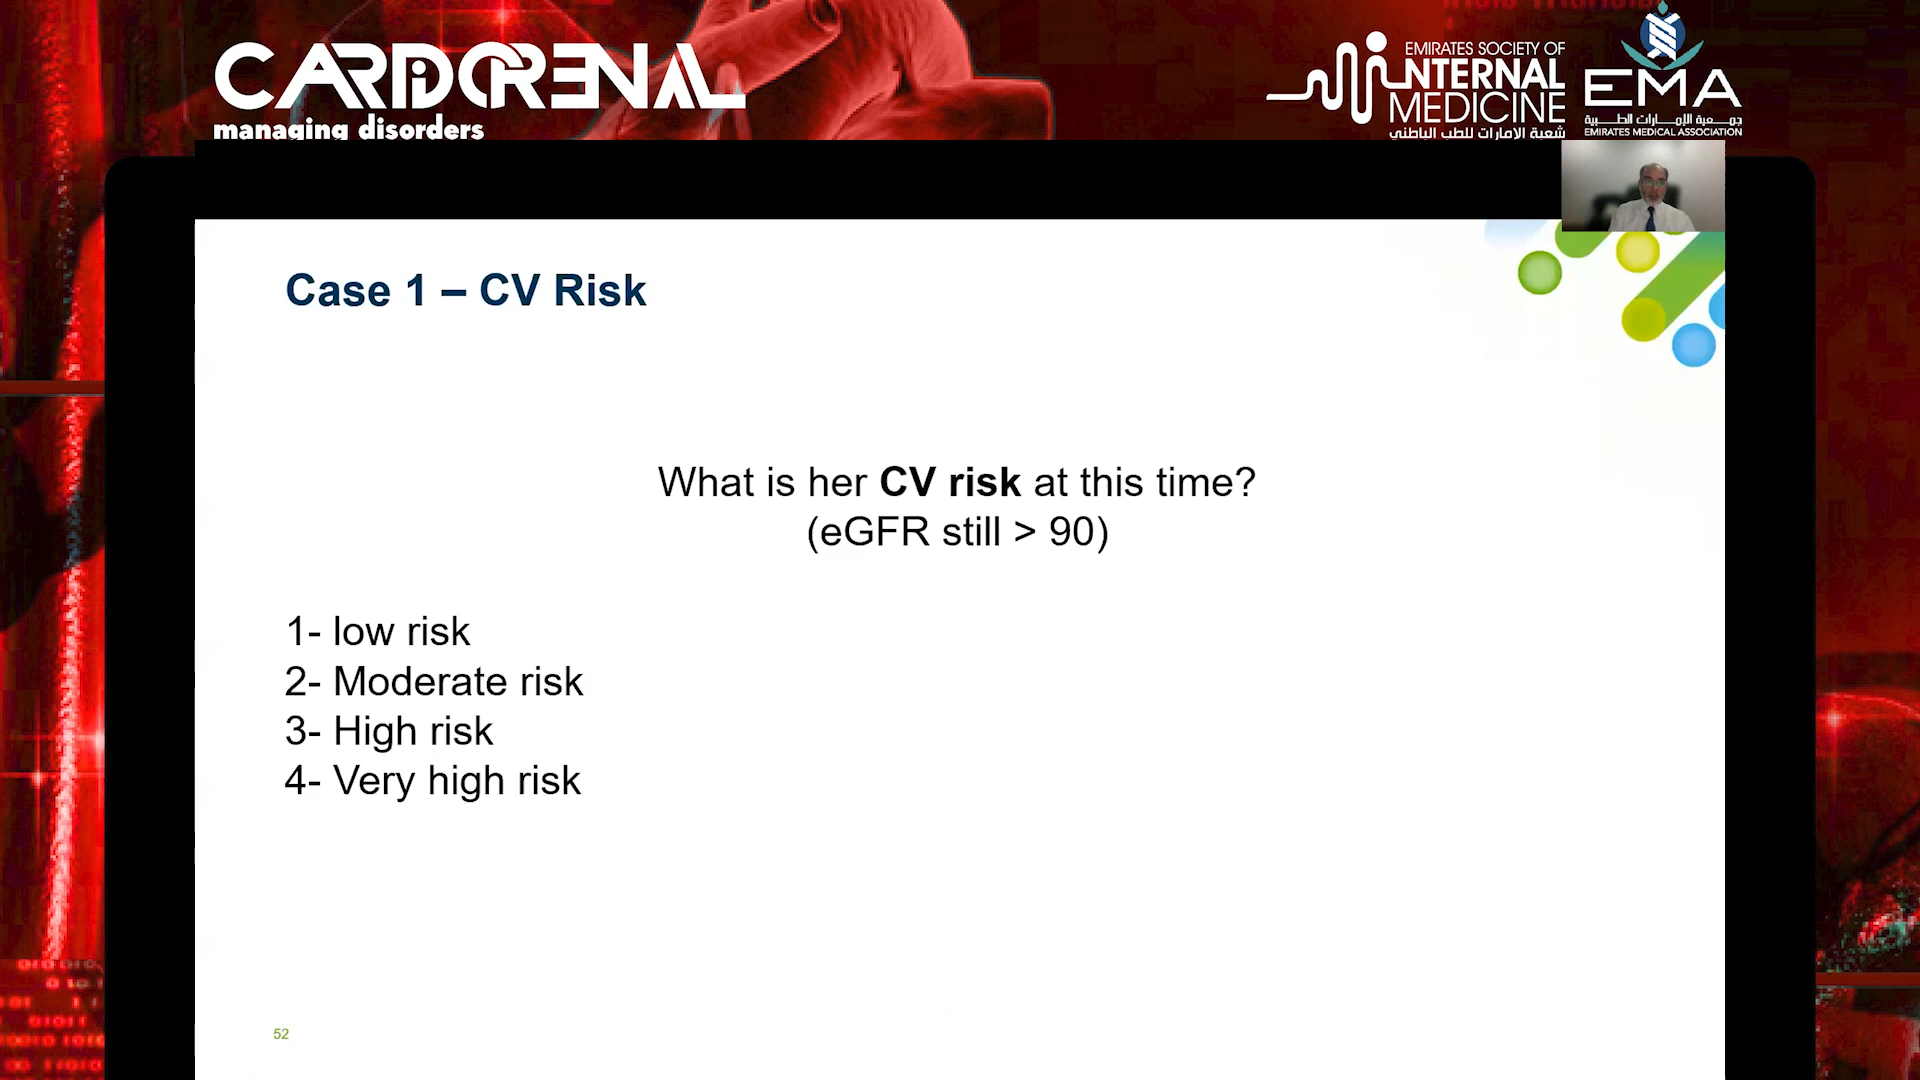 CARDIORENAL
managing disorders
EMIRATES SOCIETY OF
INTERNAL
MEDICINE
شعبة الامارات للطب الباطني
EMA
جمعية الإمارات الطبية
EMIRATES MEDICAL ASSOCIATION
Case 1 – CV Risk
What is her CV risk at this time?
(eGFR still > 90)
1- low risk
2- Moderate risk
3- High risk
4- Very high risk
52